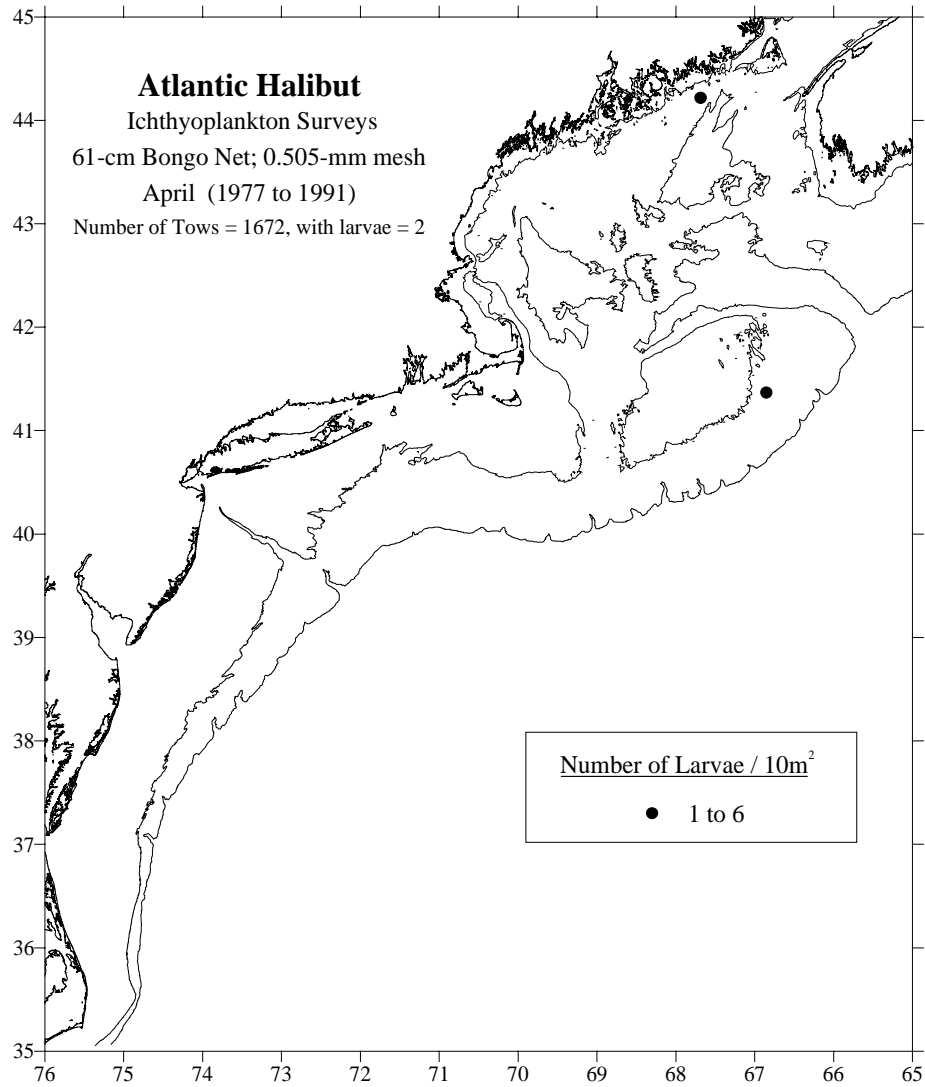 Atlantic Halibut
Ichthyoplankton Surveys
61-cm Bongo Net; 0.505-mm mesh
April (1977 to 1991)
Number of Tows = 1672, with larvae = 2
45
44
43
42
41
40
39
38
37
36
35
Number of Larvae / 10m²
1 to 6
76 75 74 73 72 71 70 69 68 67 66 65